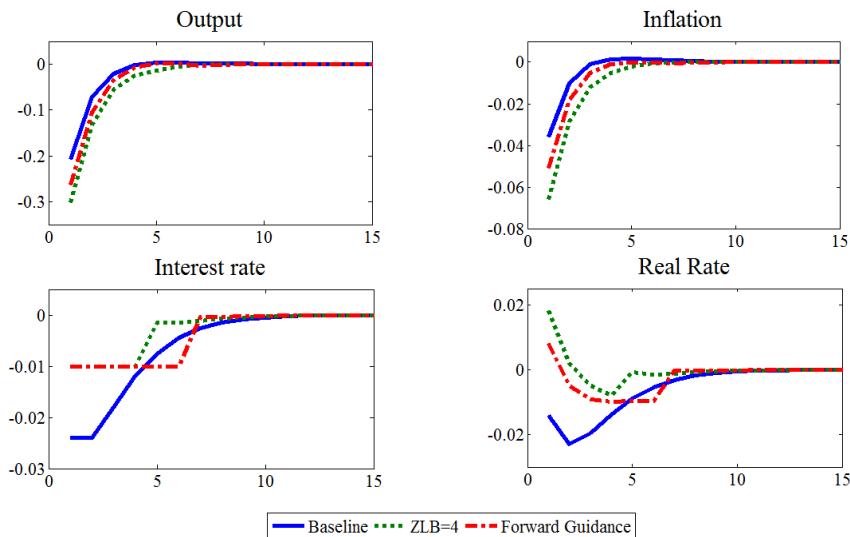 Output
Inflation
0
-0.1
-0.2
-0.3
0
-0.02
-0.04
-0.06
-0.08
0 5 10 15
0 5 10 15
Interest rate
Real Rate
0
-0.01
-0.02
-0.03
0.02
0
-0.02
0 5 10 15
0 5 10 15
Baseline ZLB=4 Forward Guidance